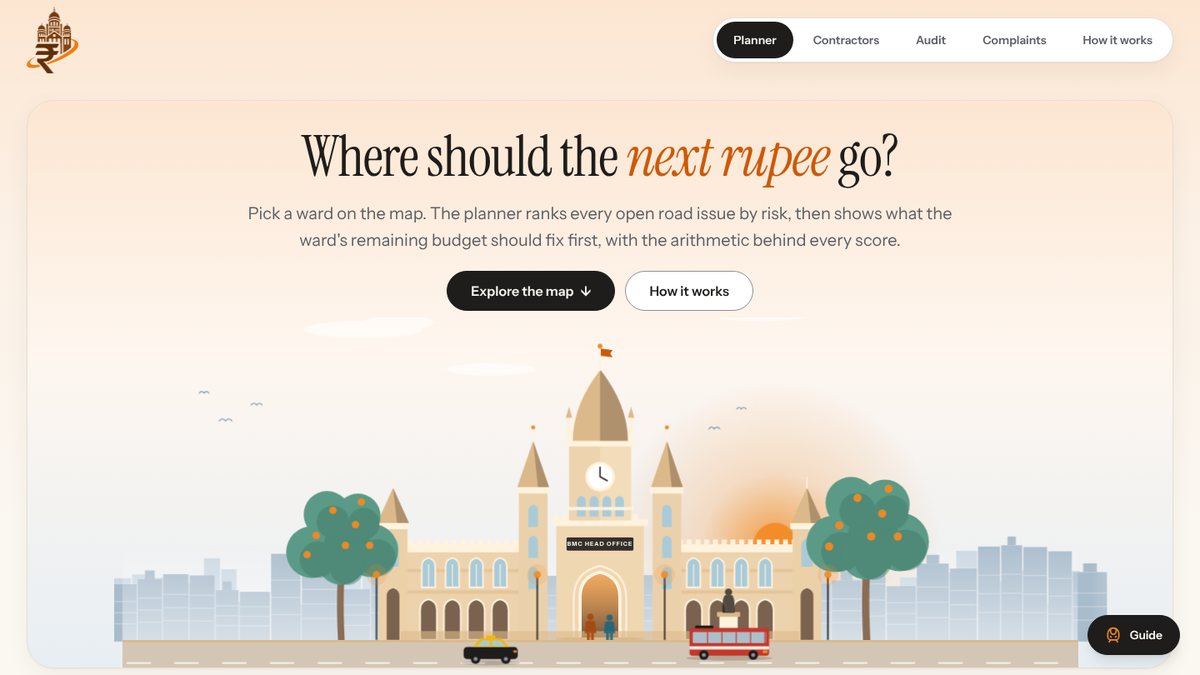 Planner
Contractors
Audit
Complaints
How it works
Where should the next rupee go?
Pick a ward on the map. The planner ranks every open road issue by risk, then shows what the
ward's remaining budget should fix first, with the arithmetic behind every score.
Explore the map ↓
How it works
BMC HEAD OFFICE
Guide